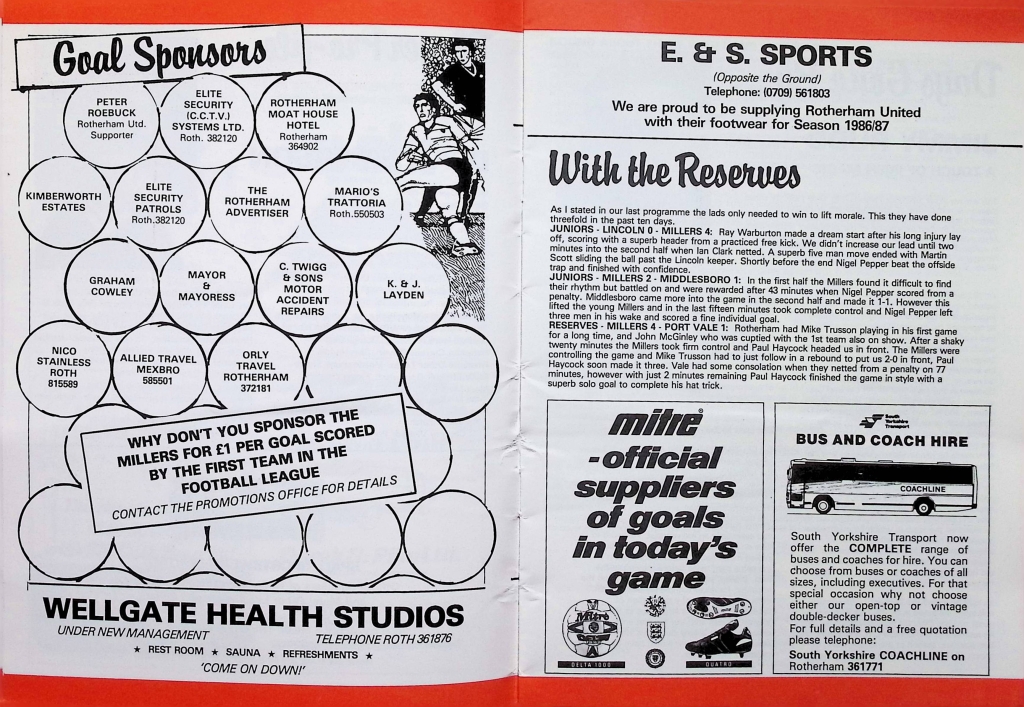 Goal Sponsors
PETER
ROEBUCK
Rotherham Utd.
Supporter
ELITE
SECURITY
(C.C.T.V.)
SYSTEMS LTD.
Roth. 382120
ROTHERHAM
MOAT HOUSE
HOTEL
Rotherham
364902
KIMBERWORTH
ESTATES
ELITE
SECURITY
PATROLS
Roth.382120
THE
ROTHERHAM
ADVERTISER
MARIO'S
TRATTORIA
Roth.550503
GRAHAM
COWLEY
MAYOR
&
MAYORESS
C. TWIGG
& SONS
MOTOR
ACCIDENT
REPAIRS
K. & J.
LAYDEN
NICO
STAINLESS
ROTH
815589
ALLIED TRAVEL
MEXBRO
585501
ORLY
TRAVEL
ROTHERHAM
372181
WHY DON'T YOU SPONSOR THE
MILLERS FOR £1 PER GOAL SCORED
BY THE FIRST TEAM IN THE
FOOTBALL LEAGUE
CONTACT THE PROMOTIONS OFFICE FOR DETAILS
WELLGATE HEALTH STUDIOS
UNDER NEW MANAGEMENT TELEPHONE ROTH 361876
★ REST ROOM ★ SAUNA ★ REFRESHMENTS ★
'COME ON DOWN!'
E. & S. SPORTS
(Opposite the Ground)
Telephone: (0709) 561803
We are proud to be supplying Rotherham United
with their footwear for Season 1986/87
With the Reserves
As I stated in our last programme the lads only needed to win to lift morale. This they have done
threefold in the past ten days.
JUNIORS - LINCOLN 0 - MILLERS 4: Ray Warburton made a dream start after his long injury lay
off, scoring with a superb header from a practiced free kick. We didn't increase our lead until two
minutes into the second half when Ian Clark netted. A superb five man move ended with Martin
Scott sliding the ball past the Lincoln keeper. Shortly before the end Nigel Pepper beat the offside
trap and finished with confidence.
JUNIORS - MILLERS 2 - MIDDLESBORO 1: In the first half the Millers found it difficult to find
their rhythm but battled on and were rewarded after 43 minutes when Nigel Pepper scored from a
penalty. Middlesboro came more into the game in the second half and made it 1-1. However this
lifted the young Millers and in the last fifteen minutes took complete control and Nigel Pepper left
three men in his wake and scored a fine individual goal.
RESERVES - MILLERS 4 - PORT VALE 1: Rotherham had Mike Trusson playing in his first game
for a long time, and John McGinley who was cuptied with the 1st team also on show. After a shaky
twenty minutes the Millers took firm control and Paul Haycock headed us in front. The Millers were
controlling the game and Mike Trusson had to just follow in a rebound to put us 2-0 in front, Paul
Haycock soon made it three. Vale had some consolation when they netted from a penalty on 77
minutes, however with just 2 minutes remaining Paul Haycock finished the game in style with a
superb solo goal to complete his hat trick.
mitre
-official
suppliers
of goals
in today's
game
Mitre
DELTA 1000
QUATRO
South
Yorkshire
Transport
BUS AND COACH HIRE
COACHLINE
South Yorkshire Transport now
offer the COMPLETE range of
buses and coaches for hire. You can
choose from buses or coaches of all
sizes, including executives. For that
special occasion why not choose
either our open-top or vintage
double-decker buses.
For full details and a free quotation
please telephone:
South Yorkshire COACHLINE on
Rotherham 361771